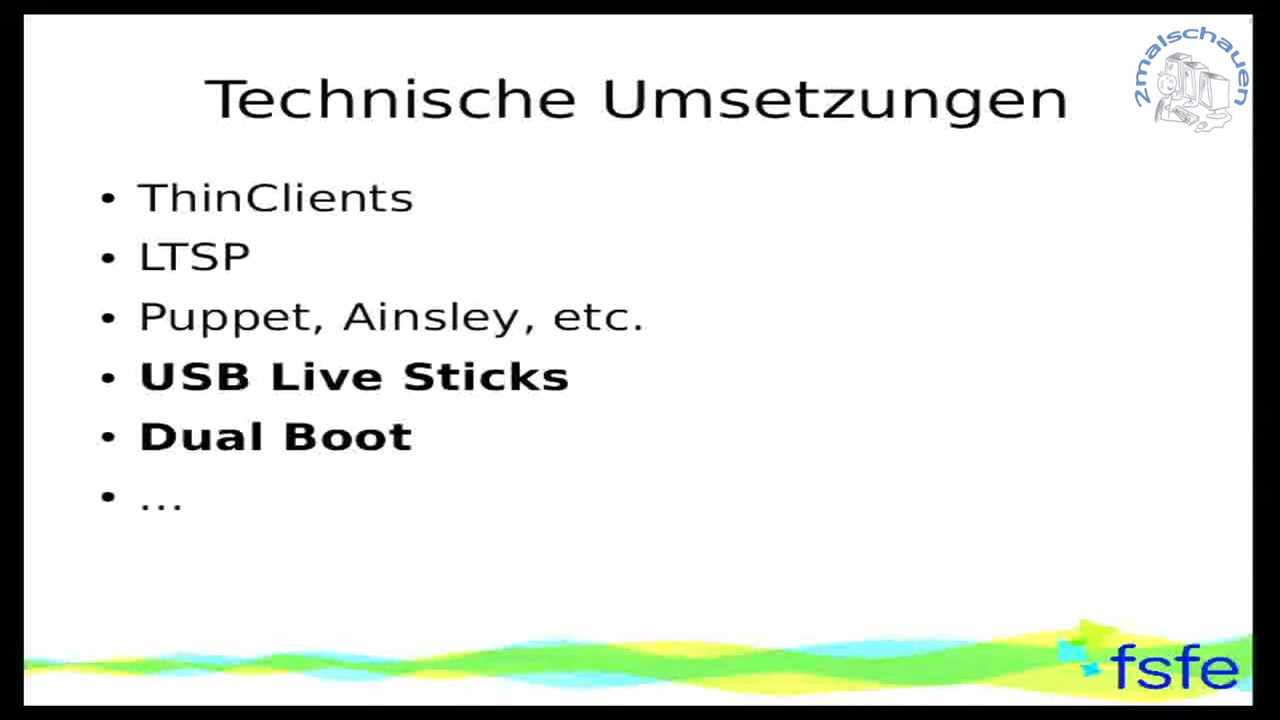 2malschauen
Technische Umsetzungen
• ThinClients
• LTSP
• Puppet, Ainsley, etc.
• USB Live Sticks
• Dual Boot
• ...
fsfe